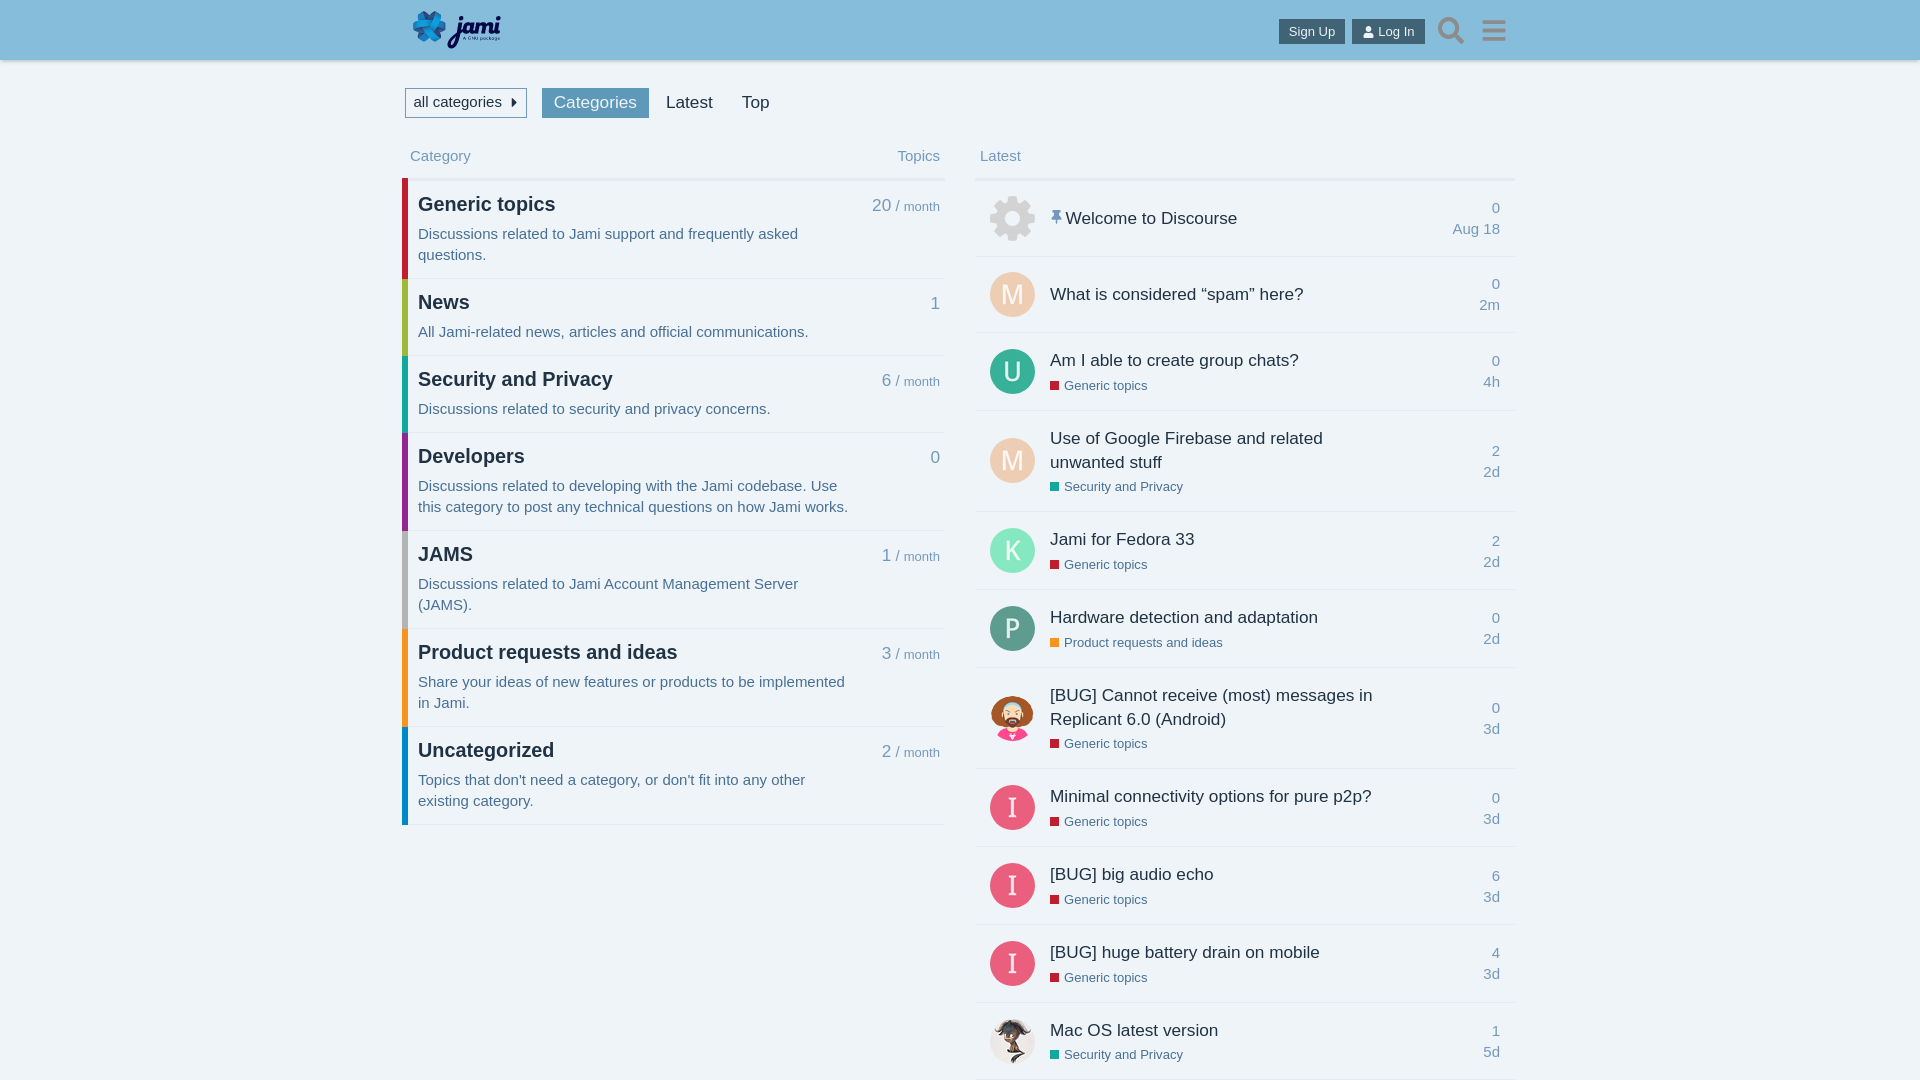 jami
A GNU package
Sign Up
Log In
all categories
Categories
Latest
Top
Category
Topics
Generic topics
20 / month
Discussions related to Jami support and frequently asked
questions.
News
1
All Jami-related news, articles and official communications.
Security and Privacy
6 / month
Discussions related to security and privacy concerns.
Developers
0
Discussions related to developing with the Jami codebase. Use
this category to post any technical questions on how Jami works.
JAMS
1 / month
Discussions related to Jami Account Management Server
(JAMS).
Product requests and ideas
3 / month
Share your ideas of new features or products to be implemented
in Jami.
Uncategorized
2 / month
Topics that don't need a category, or don't fit into any other
existing category.
Latest
Welcome to Discourse
0
Aug 18
M
What is considered “spam” here?
0
2m
U
Am I able to create group chats?
Generic topics
0
4h
M
Use of Google Firebase and related
unwanted stuff
Security and Privacy
2
2d
K
Jami for Fedora 33
Generic topics
2
2d
P
Hardware detection and adaptation
Product requests and ideas
0
2d
[BUG] Cannot receive (most) messages in
Replicant 6.0 (Android)
Generic topics
0
3d
I
Minimal connectivity options for pure p2p?
Generic topics
0
3d
I
[BUG] big audio echo
Generic topics
6
3d
I
[BUG] huge battery drain on mobile
Generic topics
4
3d
Mac OS latest version
Security and Privacy
1
5d